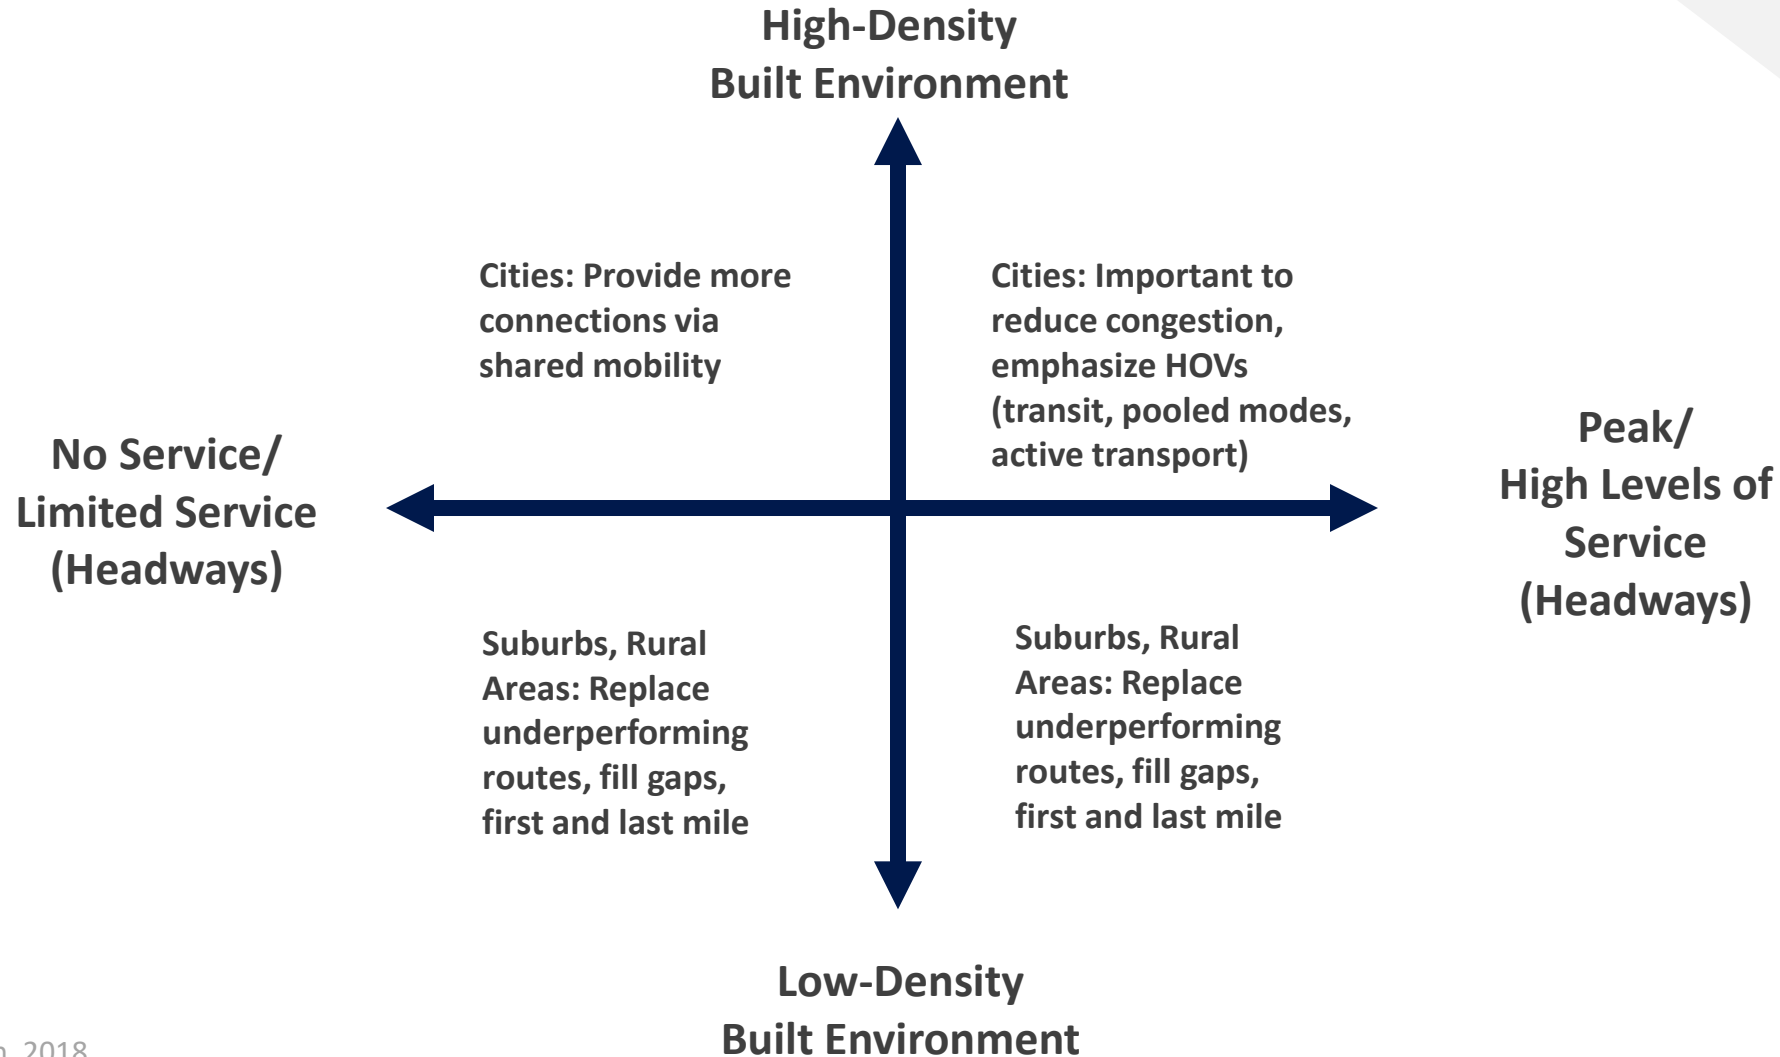 High-Density
Built Environment
Cities: Provide more
connections via
shared mobility
Cities: Important to
reduce congestion,
emphasize HOVs
(transit, pooled modes,
active transport)
No Service/
Limited Service
(Headways)
Peak/
High Levels of
Service
(Headways)
Suburbs, Rural
Areas: Replace
underperforming
routes, fill gaps,
first and last mile
Suburbs, Rural
Areas: Replace
underperforming
routes, fill gaps,
first and last mile
Low-Density
Built Environment
2018